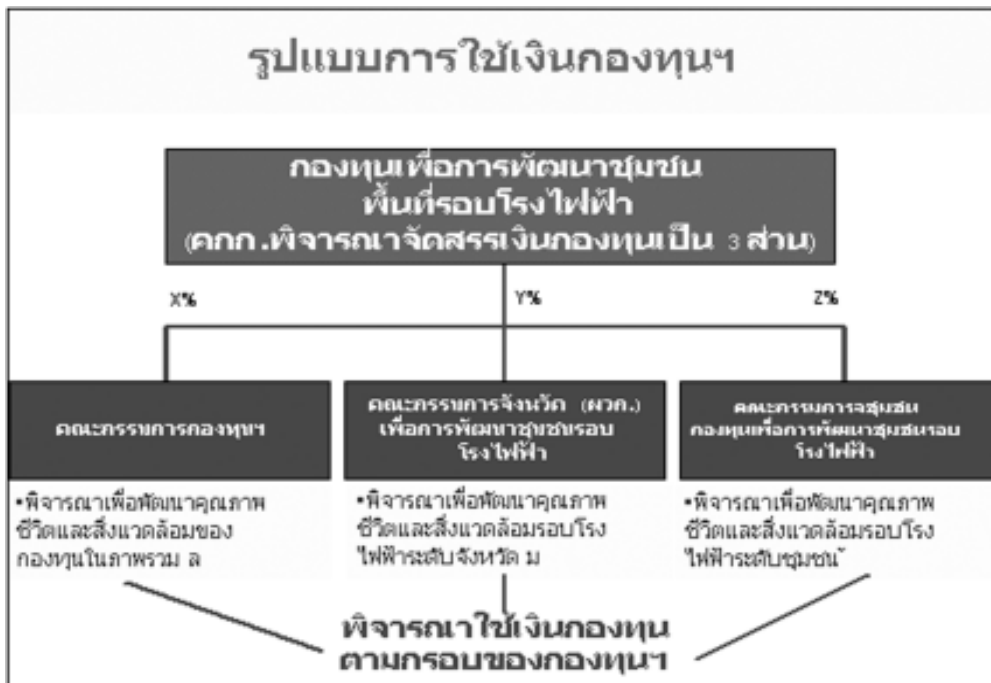 รูปแบบการใช้เงินกองทุนฯ
กองทุนเพื่อการพัฒนาชุมชน
พื้นที่รอบโรงไฟฟ้า
(คกก.พิจารณาจัดสรรเงินกองทุนเป็น 3 ส่วน)
X%
Y%
Z%
คณะกรรมการกองทุนฯ
คณะกรรมการจังหวัด (ผวก.)
เพื่อการพัฒนาชุมชนรอบ
โรงไฟฟ้า
คณะกรรมการจชุมชน
กองทุนเพื่อการพัฒนาชุมชนรอบ
โรงไฟฟ้า
•พิจารณาเพื่อพัฒนาคุณภาพ
ชีวิตและสิ่งแวดล้อมของ
กองทุนในภาพรวม ล
•พิจารณาเพื่อพัฒนาคุณภาพ
ชีวิตและสิ่งแวดล้อมรอบโรง
ไฟฟ้าระดับจังหวัด ม
•พิจารณาเพื่อพัฒนาคุณภาพ
ชีวิตและสิ่งแวดล้อมรอบโรง
ไฟฟ้าระดับชุมชน
พิจารณาใช้เงินกองทุน
ตามกรอบของกองทุนฯ